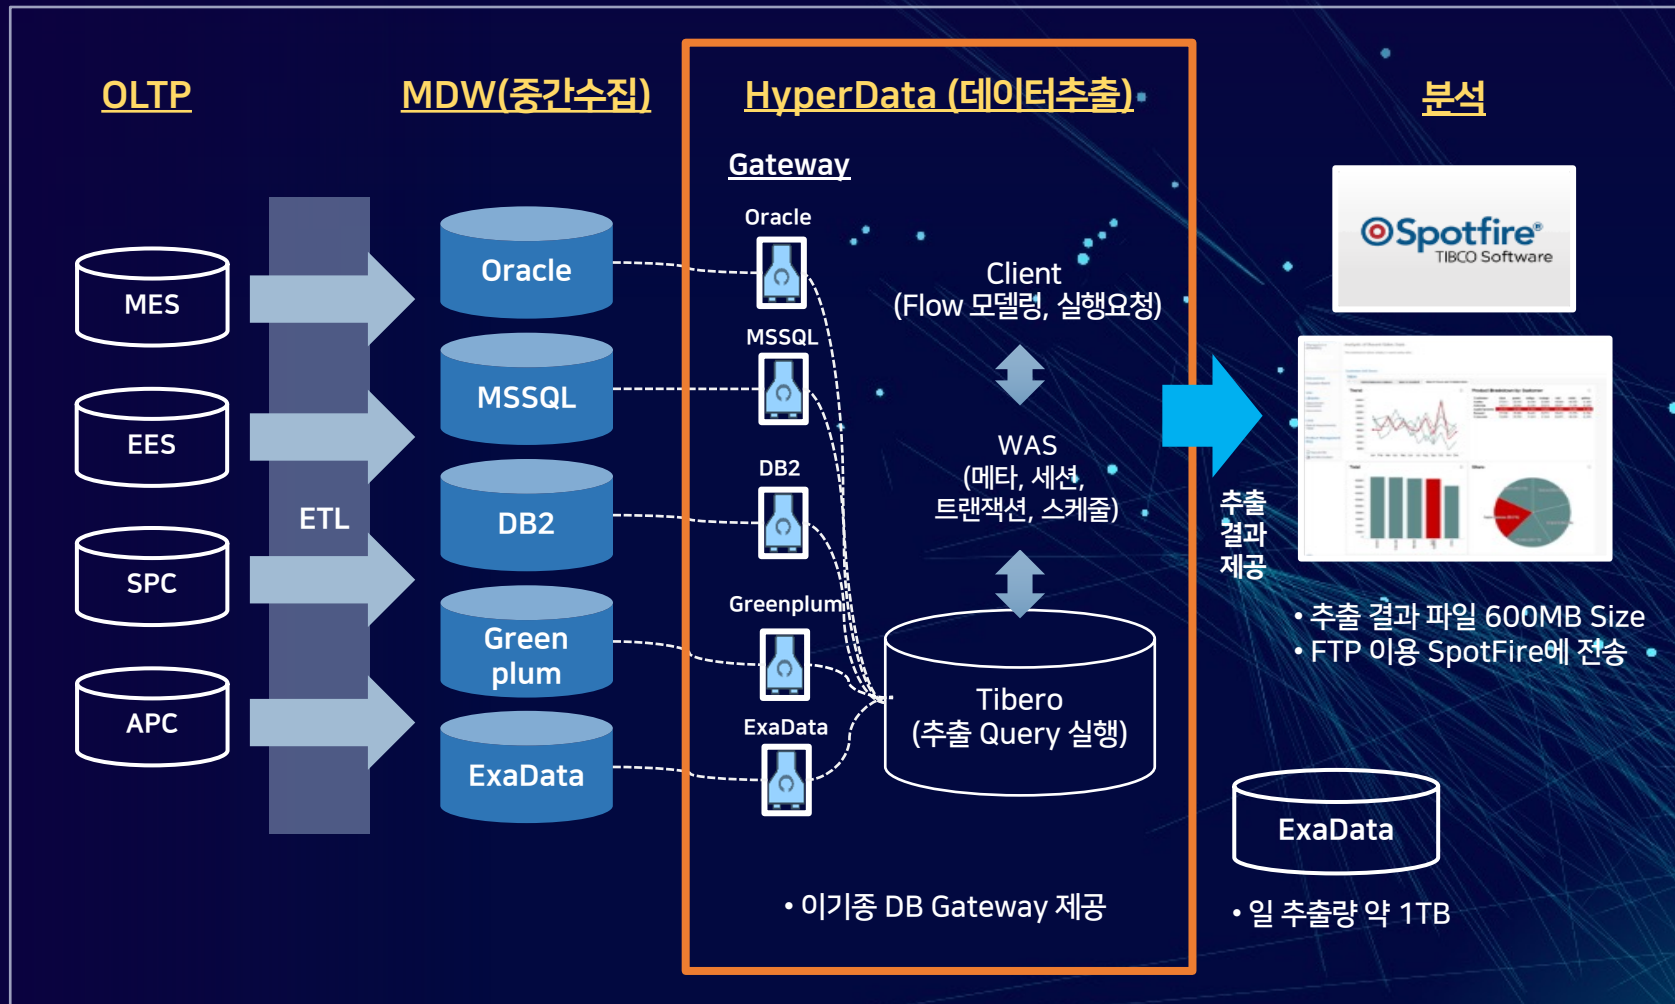 OLTP
MDW(중간수집)
HyperData (데이터추출)
분석
MES
EES
SPC
APC
ETL
Oracle
MSSQL
DB2
Green
plum
ExaData
Gateway
Oracle
MSSQL
DB2
Greenplum
ExaData
Client
(Flow 모델링, 실행요청)
WAS
(메타, 세션,
트랜잭션, 스케줄)
Tibero
(추출 Query 실행)
• 이기종 DB Gateway 제공
추출
결과
제공
Spotfire®
TIBCO Software
• 추출 결과 파일 600MB Size
• FTP 이용 SpotFire에 전송
ExaData
• 일 추출량 약 1TB